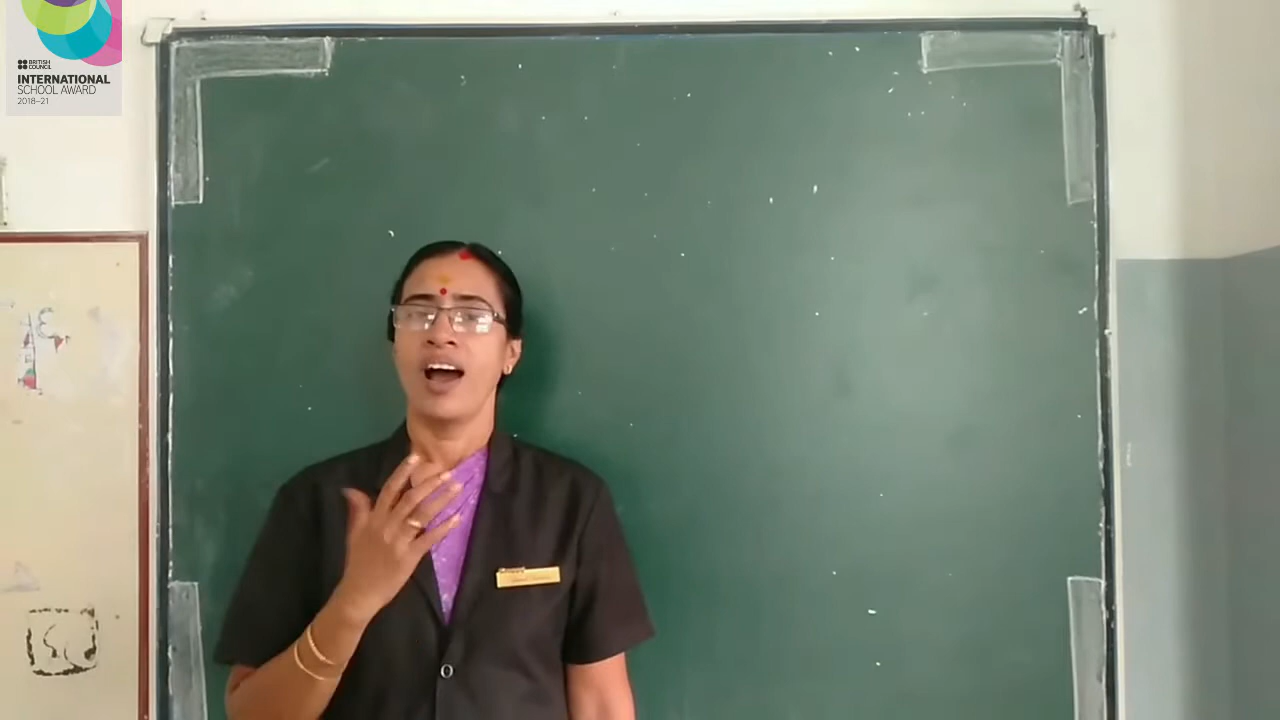 BRITISH
COUNCIL
INTERNATIONAL
SCHOOL AWARD
2018–21